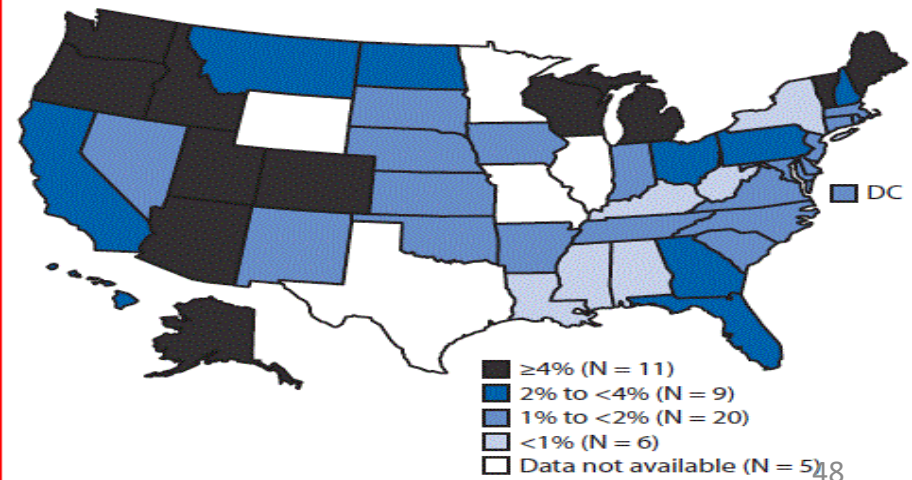 DC
≥4% (N = 11)
2% to <4% (N = 9)
1% to <2% (N = 20)
<1% (N = 6)
Data not available (N = 5)
48